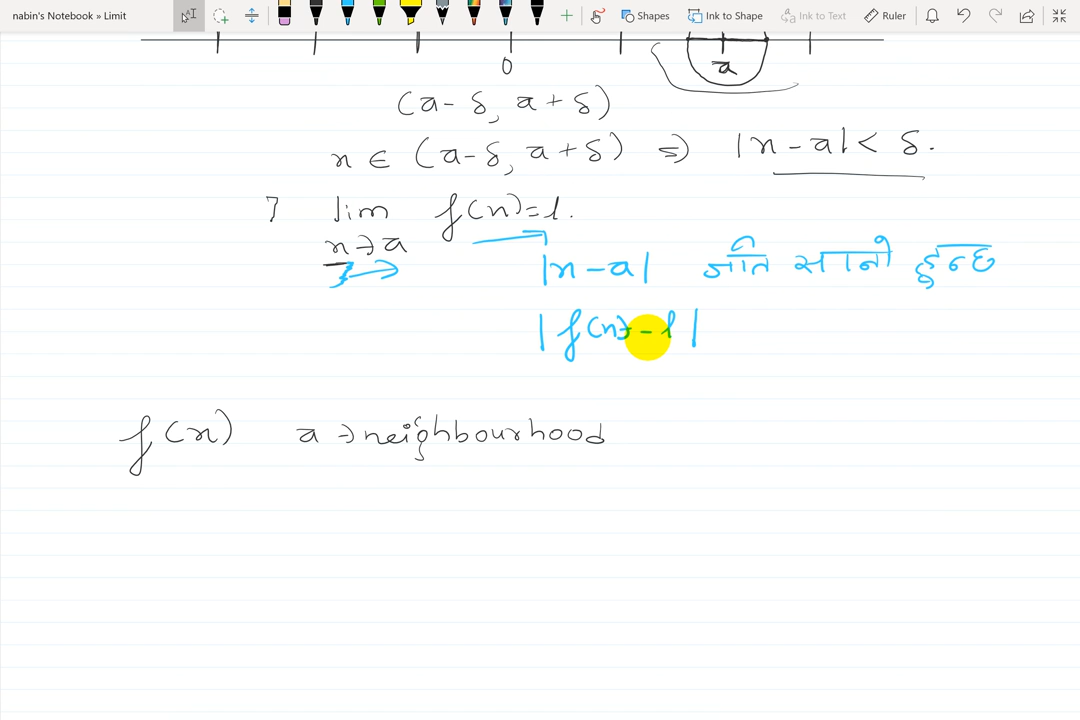 nabin's Notebook » Limit
Shapes Ink to Shape Ink to Text Ruler
0 a
(a - δ, a + δ)
x ∈ (a - δ, a + δ) ⇒ |x - a| < δ.
lim f(x) = l.
x → a
|x - a| जति सानो हुन्छ
|f(x) - l|
f(x) a → neighbourhood